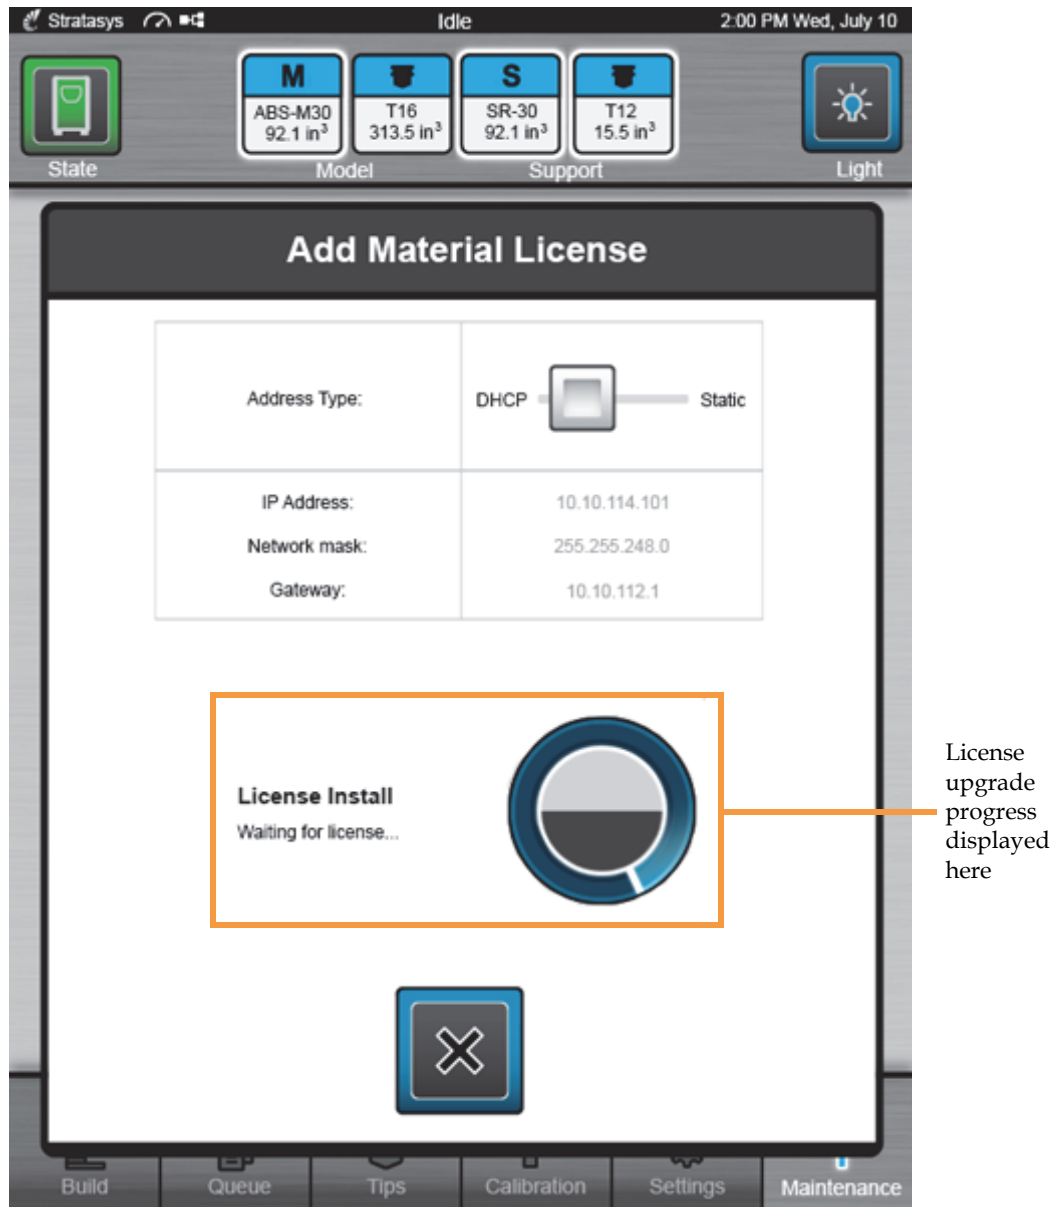 Stratasys Idle 2:00 PM Wed, July 10
M S
ABS-M30 T16 SR-30 T12
92.1 in³ 313.5 in³ 92.1 in³ 15.5 in³
State Model Support Light
Add Material License
Address Type: DHCP Static
IP Address: 10.10.114.101
Network mask: 255.255.248.0
Gateway: 10.10.112.1
License Install
Waiting for license...
License
upgrade
progress
displayed
here
Build Queue Tips Calibration Settings Maintenance